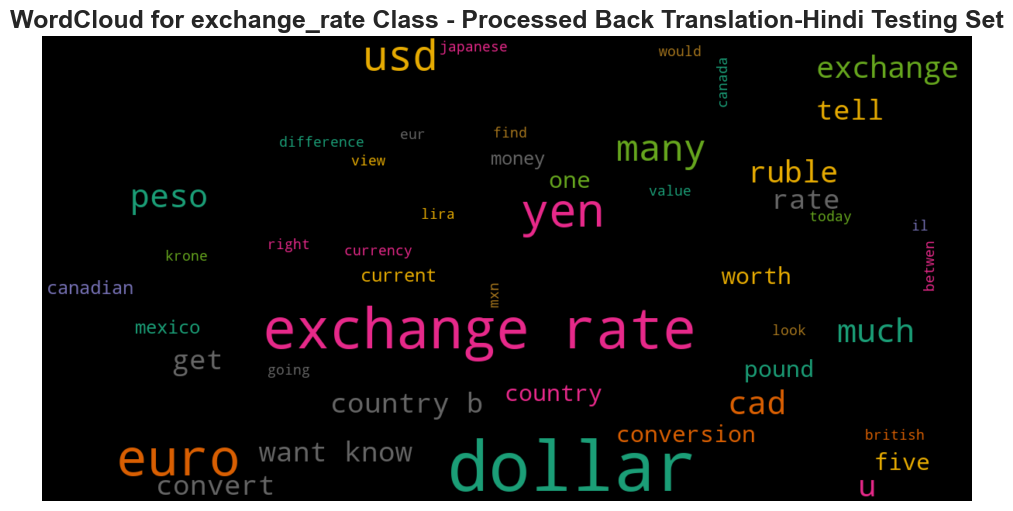 WordCloud for exchange_rate Class - Processed Back Translation-Hindi Testing Set
usd
japanese
would
canada
exchange
tell
difference
eur
find
view
money
many
one
value
ruble
rate
today
peso
yen
lira
il
krone
right
currency
current
mxn
worth
betwen
canadian
mexico
exchange rate
look
much
get
going
country b
country
pound
cad
conversion
british
euro
want know
dollar
five
convert
u